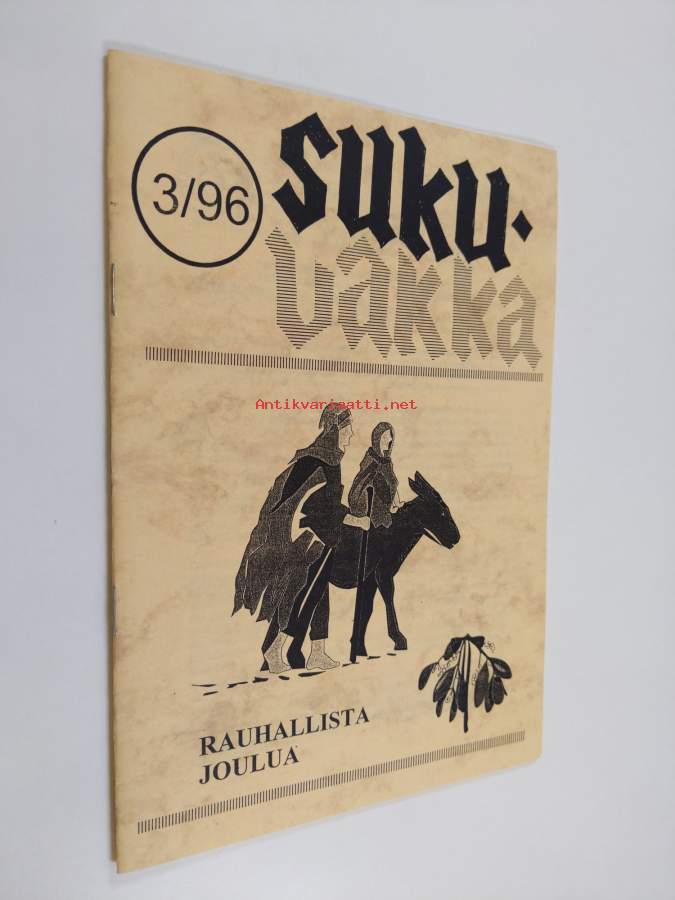 3/96
suku-
vakka
Antikvariaatti.net
RAUHALLISTA
JOULUA